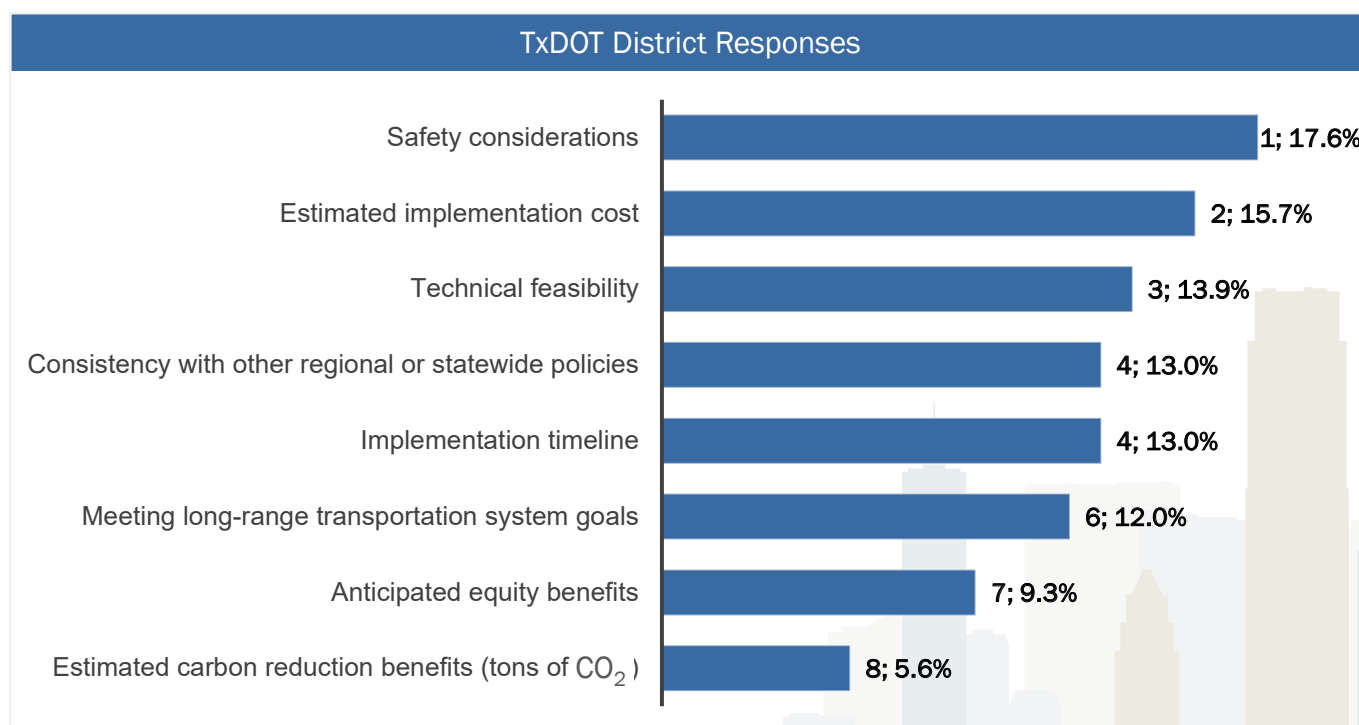 TxDOT District Responses
Safety considerations 1; 17.6%
Estimated implementation cost 2; 15.7%
Technical feasibility 3; 13.9%
Consistency with other regional or statewide policies 4; 13.0%
Implementation timeline 4; 13.0%
Meeting long-range transportation system goals 6; 12.0%
Anticipated equity benefits 7; 9.3%
Estimated carbon reduction benefits (tons of CO₂ ) 8; 5.6%